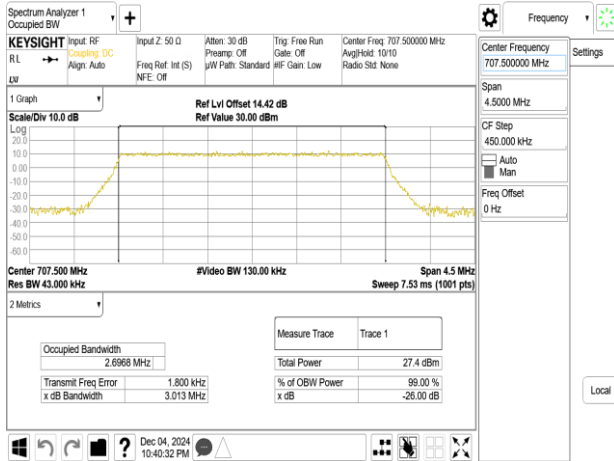 Spectrum Analyzer 1
Occupied BW
Frequency
KEYSIGHT
RL
Input: RF
Coupling: DC
Align: Auto
Input Z: 50 Ω
Freq Ref: Int (S)
NFE: Off
Atten: 30 dB
Preamp: Off
µW Path: Standard
Trig: Free Run
Gate: Off
#IF Gain: Low
Center Freq: 707.500000 MHz
Avg|Hold: 10/10
Radio Std: None
Center Frequency
707.500000 MHz
Settings
Span
4.5000 MHz
CF Step
450.000 kHz
Auto
Man
Freq Offset
0 Hz
Local
1 Graph
Scale/Div 10.0 dB
Ref Lvl Offset 14.42 dB
Ref Value 30.00 dBm
Log
20.0
10.0
0.00
-10.0
-20.0
-30.0
-40.0
-50.0
-60.0
Center 707.500 MHz
#Video BW 130.00 kHz
Span 4.5 MHz
Res BW 43.000 kHz
Sweep 7.53 ms (1001 pts)
2 Metrics
Occupied Bandwidth
2.6968 MHz
Transmit Freq Error 1.800 kHz
x dB Bandwidth 3.013 MHz
Measure Trace Trace 1
Total Power 27.4 dBm
% of OBW Power 99.00 %
x dB -26.00 dB
Dec 04, 2024
10:40:32 PM